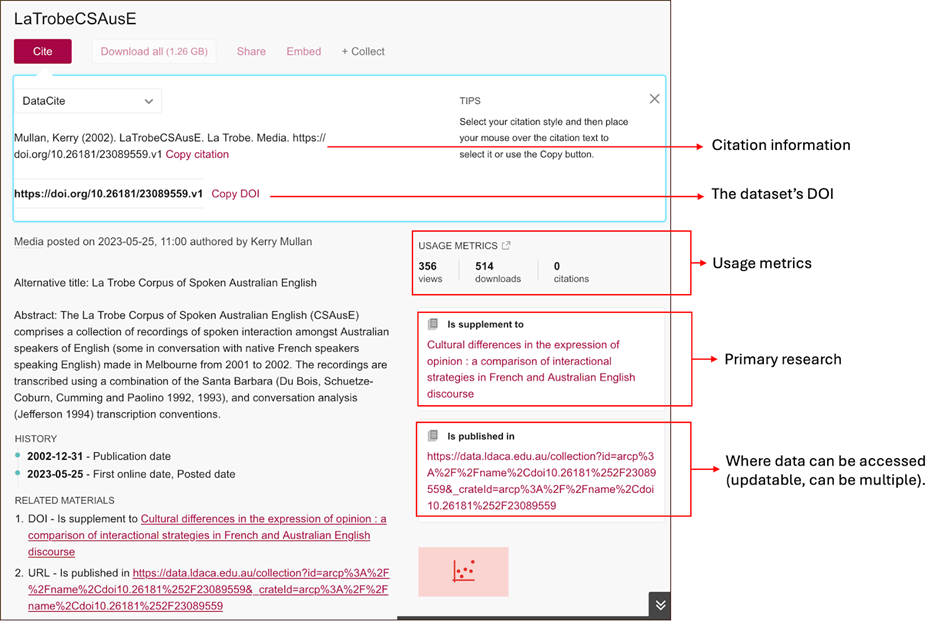 LaTrobeCSAusE
Cite
Download all (1.26 GB)
Share
Embed
+ Collect
DataCite
Mullan, Kerry (2002). LaTrobeCSAusE. La Trobe. Media. https://
doi.org/10.26181/23089559.v1 Copy citation
https://doi.org/10.26181/23089559.v1 Copy DOI
TIPS
Select your citation style and then place
your mouse over the citation text to
select it or use the Copy button.
Citation information
The dataset's DOI
Media posted on 2023-05-25, 11:00 authored by Kerry Mullan
Alternative title: La Trobe Corpus of Spoken Australian English
Abstract: The La Trobe Corpus of Spoken Australian English (CSAusE)
comprises a collection of recordings of spoken interaction amongst Australian
speakers of English (some in conversation with native French speakers
speaking English) made in Melbourne from 2001 to 2002. The recordings are
transcribed using a combination of the Santa Barbara (Du Bois, Schuetze-
Coburn, Cumming and Paolino 1992, 1993), and conversation analysis
(Jefferson 1994) transcription conventions.
HISTORY
2002-12-31 - Publication date
2023-05-25 - First online date, Posted date
RELATED MATERIALS
1. DOI - Is supplement to Cultural differences in the expression of opinion : a
comparison of interactional strategies in French and Australian English
discourse
2. URL - Is published in https://data.ldaca.edu.au/collection?id=arcp%3A%2F
%2Fname%2Cdoi10.26181%252F23089559&_crateId=arcp%3A%2F%2F
name%2Cdoi10.26181%252F23089559
USAGE METRICS
356
views
514
downloads
0
citations
Usage metrics
Is supplement to
Cultural differences in the expression of
opinion : a comparison of interactional
strategies in French and Australian English
discourse
Primary research
Is published in
https://data.ldaca.edu.au/collection?id=arcp%3
A%2F%2Fname%2Cdoi10.26181%252F23089
559&_crateId=arcp%3A%2F%2Fname%2Cdoi
10.26181%252F23089559
Where data can be accessed
(updatable, can be multiple).